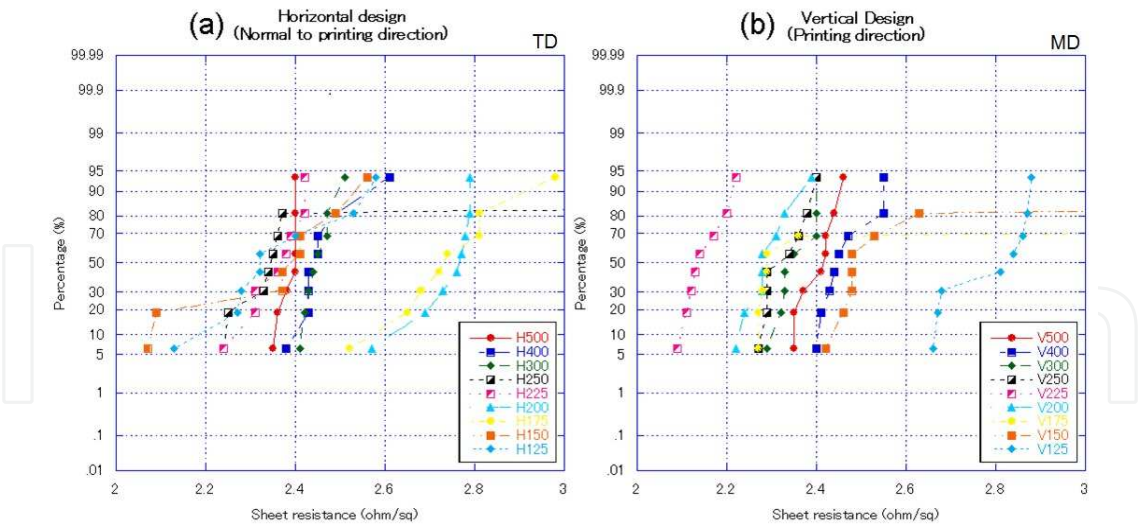 (a) Horizontal design
(Normal to printing direction) TD
99.99
99.9
99
95
90
80
70
50
30
20
10
5
1
.1
.01
Percentage (%)
H500
H400
H300
H250
H225
H200
H175
H150
H125
2 2.2 2.4 2.6 2.8 3
Sheet resistance (ohm/sq)
(b) Vertical Design
(Printing direction) MD
99.99
99.9
99
95
90
80
70
50
30
20
10
5
1
.1
.01
Percentage (%)
V500
V400
V300
V250
V225
V200
V175
V150
V125
2 2.2 2.4 2.6 2.8 3
Sheet resistance (ohm/sq)